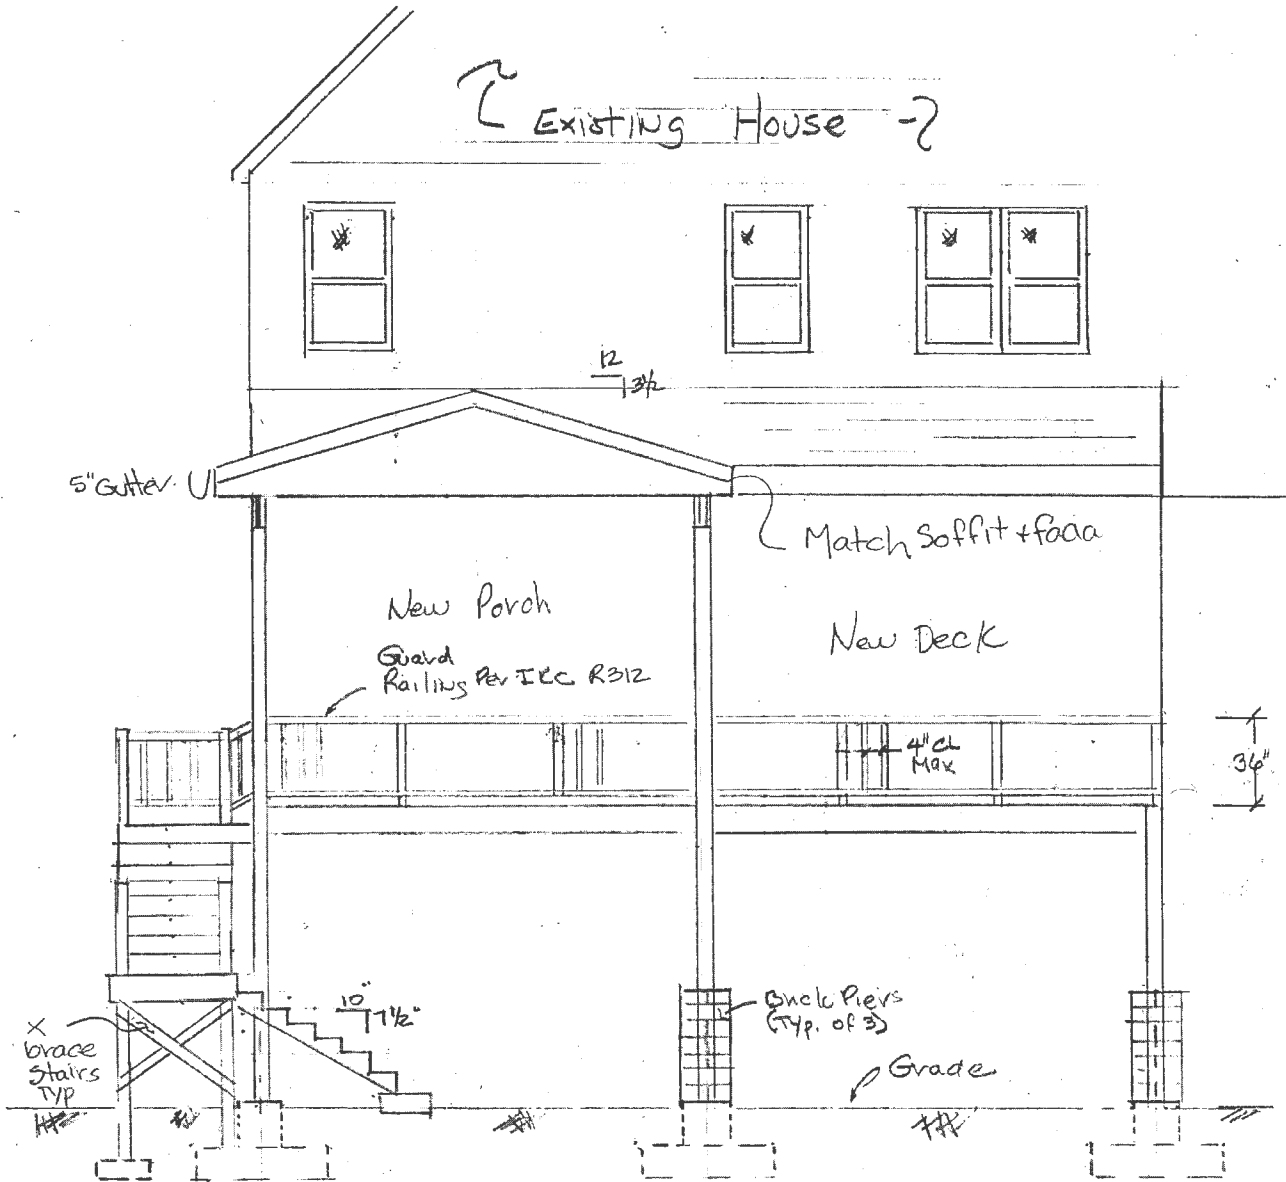 Existing House
12
3½
5" Gutter
Match Soffit + facia
New Porch
New Deck
Guard
Railing Per IRC R312
4" CL
Max
36"
10"
7½"
Brick Piers
(Typ. of 3)
X
brace
Stairs
Typ
Grade